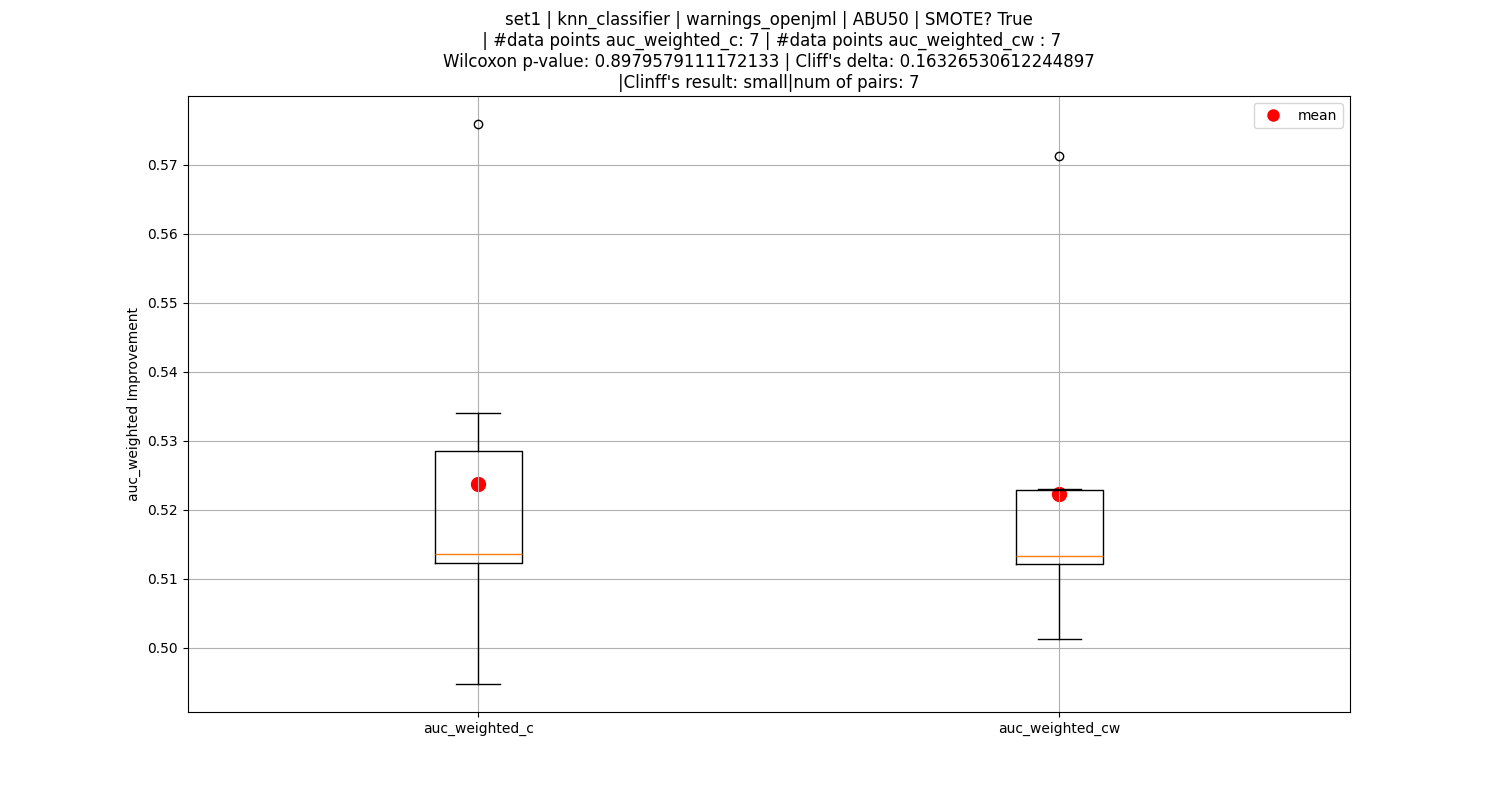 set1 | knn_classifier | warnings_openjml | ABU50 | SMOTE? True
| #data points auc_weighted_c: 7 | #data points auc_weighted_cw : 7
Wilcoxon p-value: 0.8979579111172133 | Cliff's delta: 0.16326530612244897
|Clinff's result: small|num of pairs: 7
mean
0.57
0.56
0.55
0.54
0.53
0.52
0.51
0.50
auc_weighted Improvement
auc_weighted_c
auc_weighted_cw